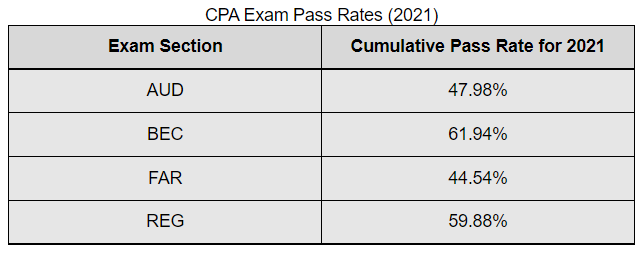 CPA Exam Pass Rates (2021)
Exam Section Cumulative Pass Rate for 2021
AUD 47.98%
BEC 61.94%
FAR 44.54%
REG 59.88%